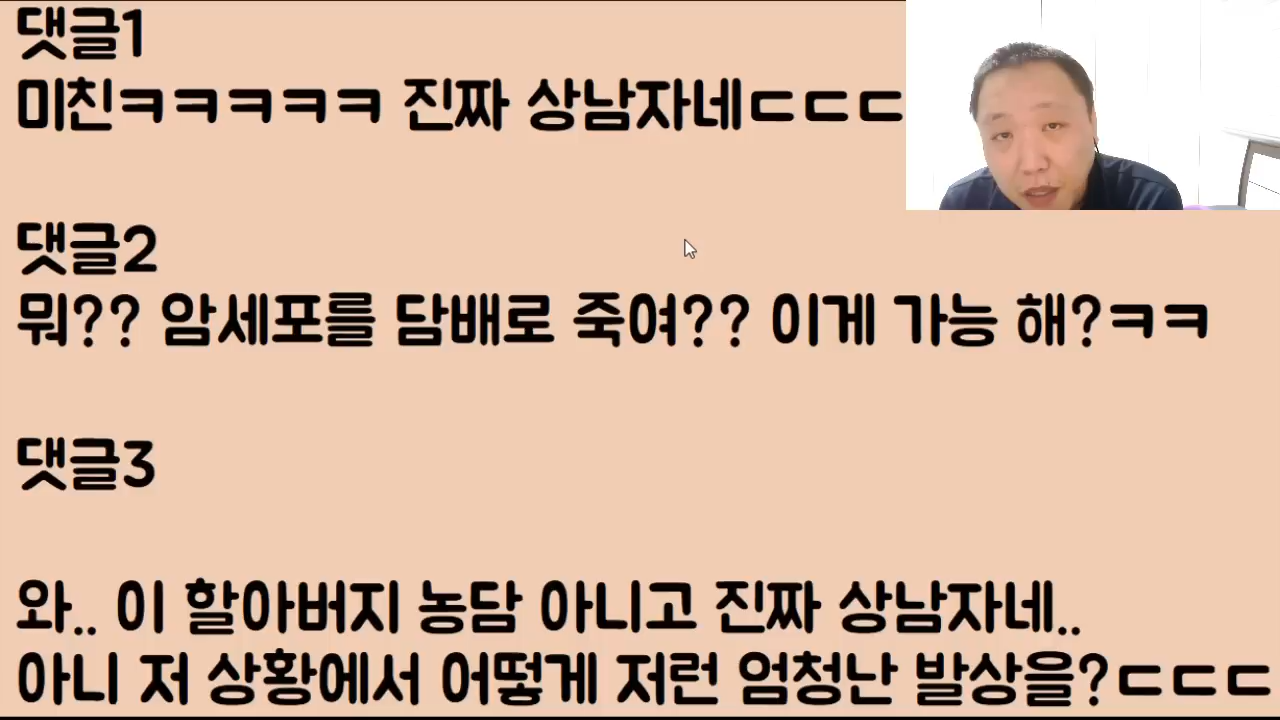 댓글1
미친ㅋㅋㅋㅋㅋ 진짜 상남자네ㄷㄷㄷ
댓글2
뭐?? 암세포를 담배로 죽여?? 이게 가능 해?ㅋㅋ
댓글3
와.. 이 할아버지 농담 아니고 진짜 상남자네..
아니 저 상황에서 어떻게 저런 엄청난 발상을?ㄷㄷㄷ